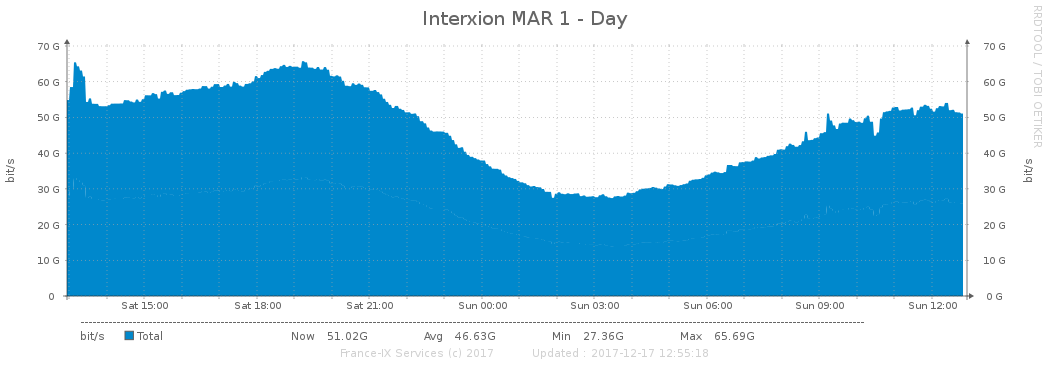 Interxion MAR 1 - Day
RRDTOOL / TOBI OETIKER
70 G 70 G
60 G 60 G
50 G 50 G
40 G 40 G
30 G 30 G
20 G 20 G
10 G 10 G
0 0 G
bit/s
bit/s
Sat 15:00 Sat 18:00 Sat 21:00 Sun 00:00 Sun 03:00 Sun 06:00 Sun 09:00 Sun 12:00
bit/s Total Now 51.02G Avg 46.63G Min 27.36G Max 65.69G
France-IX Services (c) 2017 Updated : 2017-12-17 12:55:18